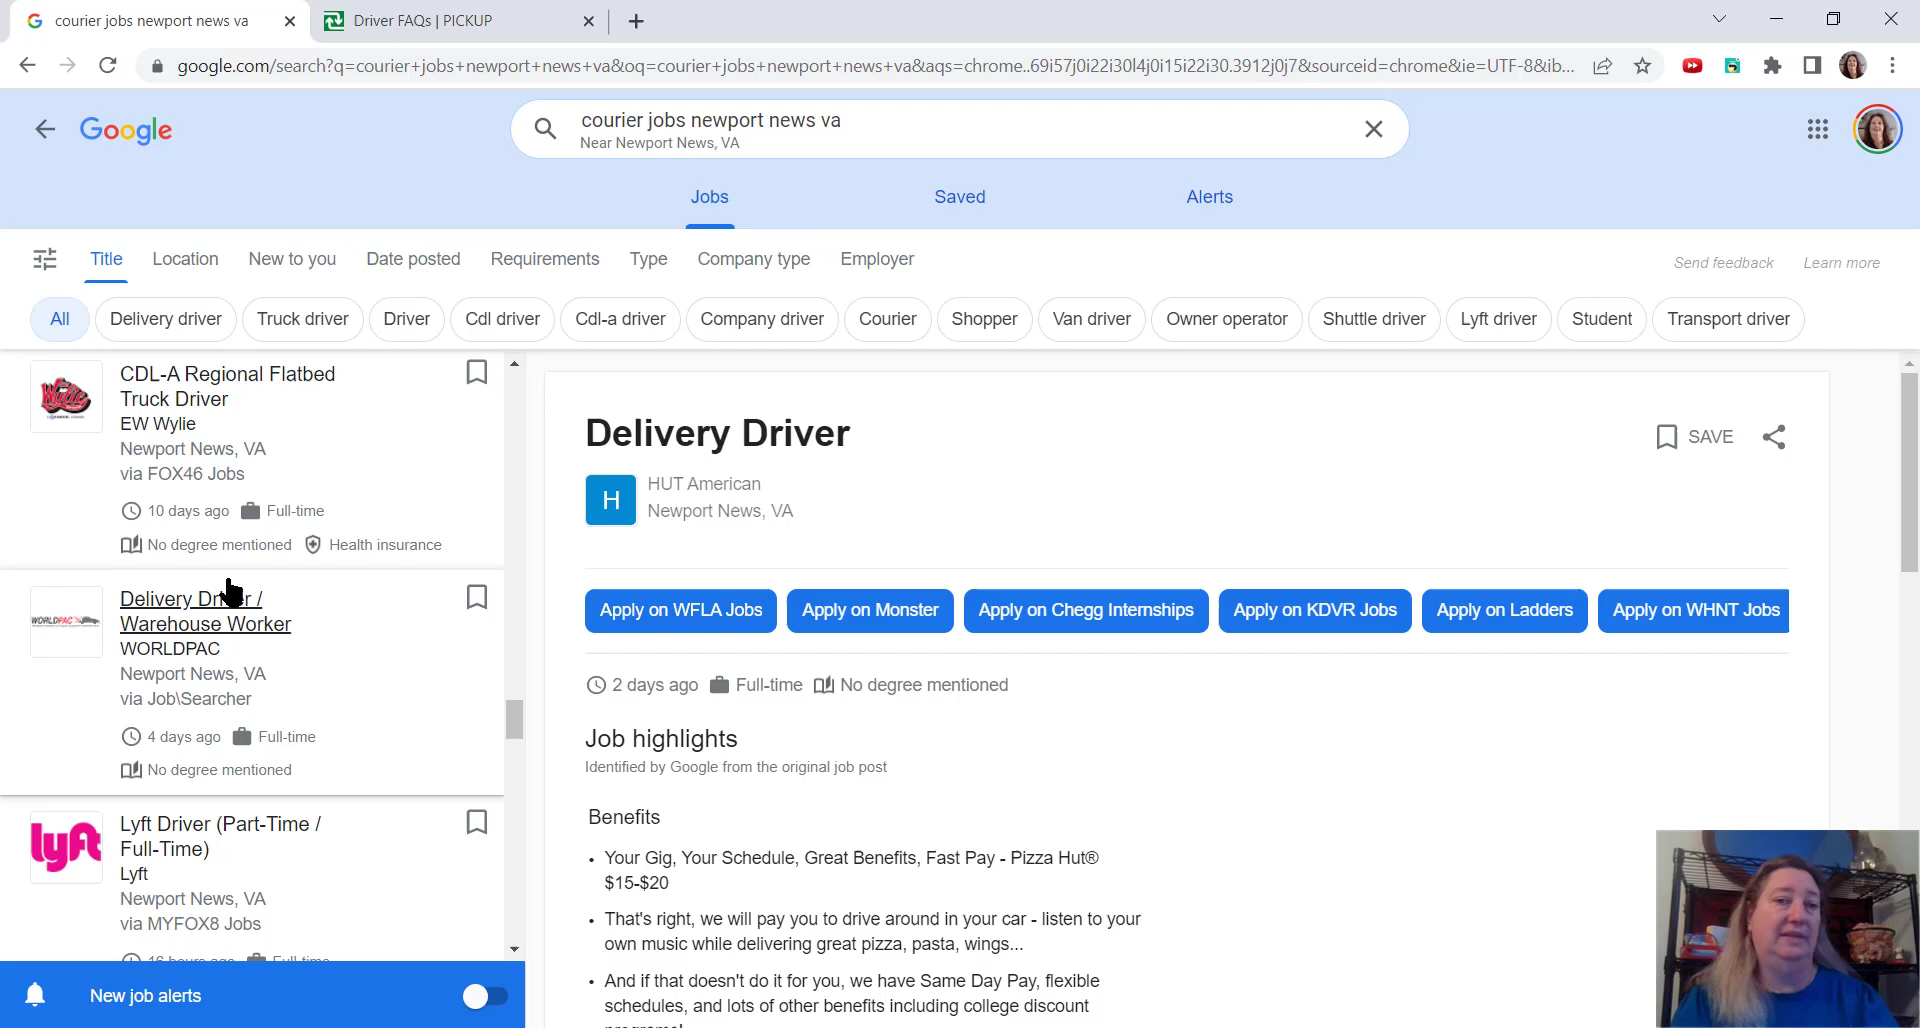 courier jobs newport news va
Driver FAQs | PICKUP
google.com/search?q=courier+jobs+newport+news+va&oq=courier+jobs+newport+news+va&aqs=chrome..69i57j0i22i30l4j0i15i22i30.3912j0j7&sourceid=chrome&ie=UTF-8&ib...
Google
courier jobs newport news va
Near Newport News, VA
Jobs
Saved
Alerts
Title
Location
New to you
Date posted
Requirements
Type
Company type
Employer
Send feedback
Learn more
All
Delivery driver
Truck driver
Driver
Cdl driver
Cdl-a driver
Company driver
Courier
Shopper
Van driver
Owner operator
Shuttle driver
Lyft driver
Student
Transport driver
Wylie
CDL-A Regional Flatbed
Truck Driver
EW Wylie
Newport News, VA
via FOX46 Jobs
10 days ago
Full-time
No degree mentioned
Health insurance
WORLDPAC
Delivery Driver /
Warehouse Worker
WORLDPAC
Newport News, VA
via Job\Searcher
4 days ago
Full-time
No degree mentioned
lyft
Lyft Driver (Part-Time /
Full-Time)
Lyft
Newport News, VA
via MYFOX8 Jobs
16 hours ago
Full-time
New job alerts
Delivery Driver
SAVE
H
HUT American
Newport News, VA
Apply on WFLA Jobs
Apply on Monster
Apply on Chegg Internships
Apply on KDVR Jobs
Apply on Ladders
Apply on WHNT Jobs
2 days ago
Full-time
No degree mentioned
Job highlights
Identified by Google from the original job post
Benefits
• Your Gig, Your Schedule, Great Benefits, Fast Pay - Pizza Hut®
$15-$20
• That's right, we will pay you to drive around in your car - listen to your
own music while delivering great pizza, pasta, wings...
• And if that doesn't do it for you, we have Same Day Pay, flexible
schedules, and lots of other benefits including college discount